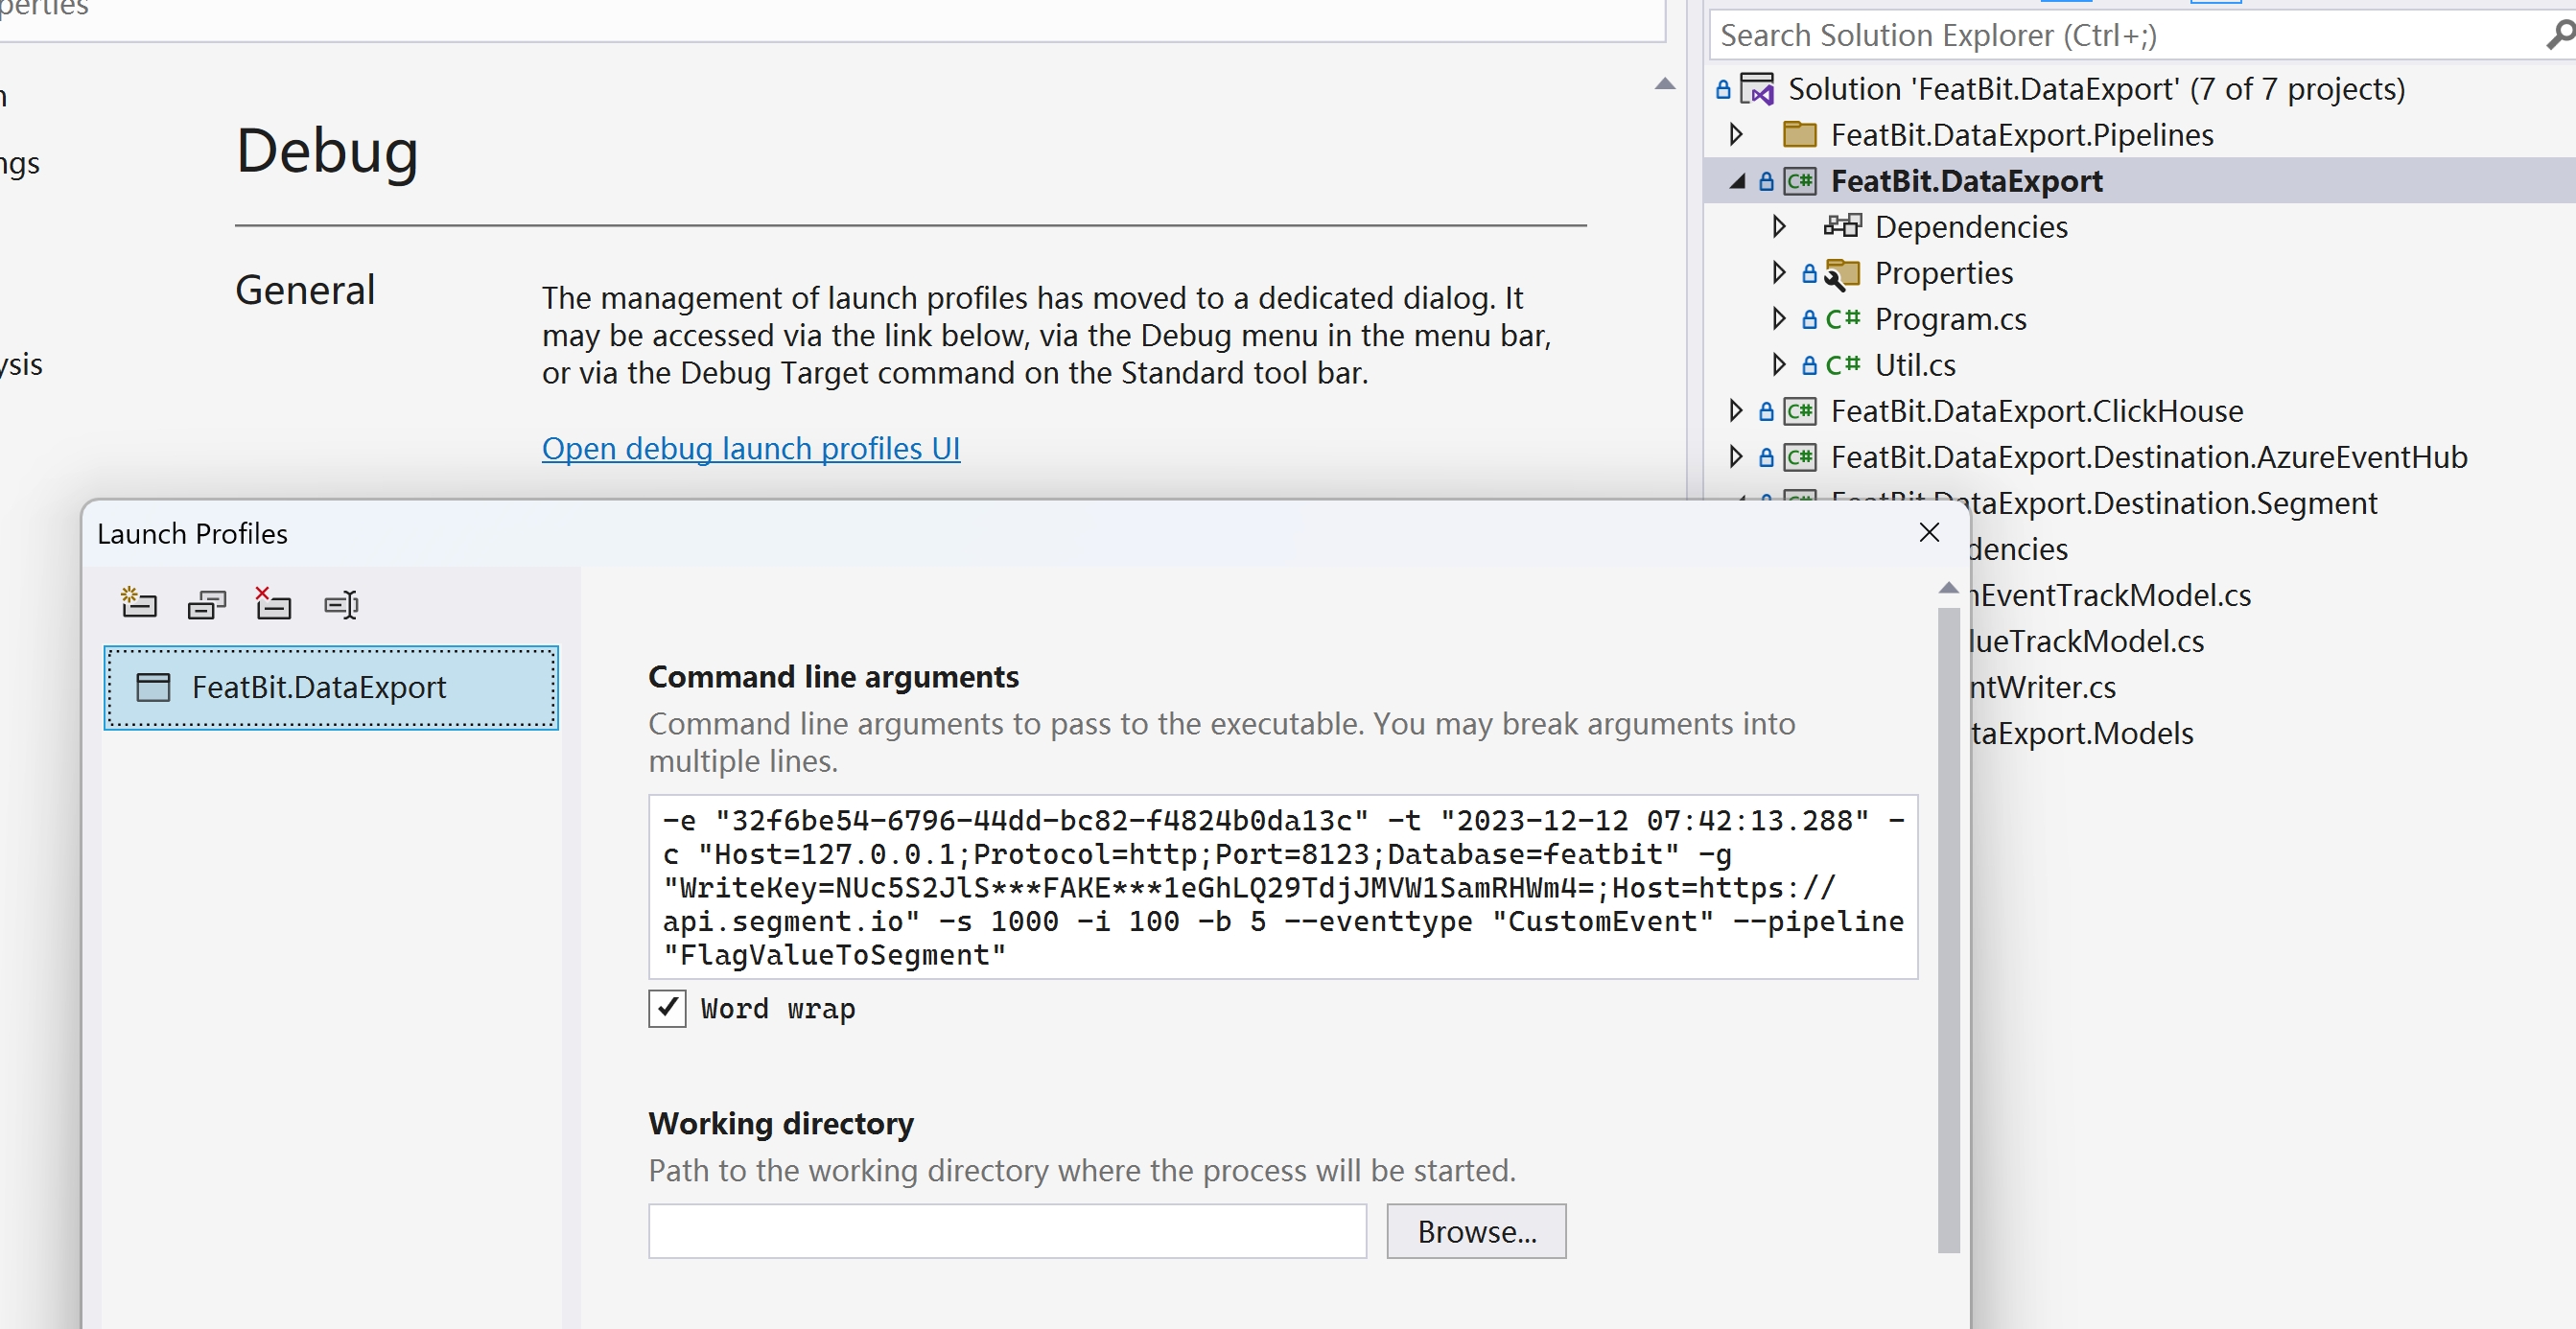 Debug
General
The management of launch profiles has moved to a dedicated dialog. It
may be accessed via the link below, via the Debug menu in the menu bar,
or via the Debug Target command on the Standard tool bar.
Open debug launch profiles UI
Search Solution Explorer (Ctrl+;)
Solution 'FeatBit.DataExport' (7 of 7 projects)
FeatBit.DataExport.Pipelines
C# FeatBit.DataExport
Dependencies
Properties
C# Program.cs
C# Util.cs
C# FeatBit.DataExport.ClickHouse
C# FeatBit.DataExport.Destination.AzureEventHub
FeatBit.DataExport.Destination.Segment
dencies
nEventTrackModel.cs
lueTrackModel.cs
ntWriter.cs
taExport.Models
Launch Profiles
FeatBit.DataExport
Command line arguments
Command line arguments to pass to the executable. You may break arguments into
multiple lines.
-e "32f6be54-6796-44dd-bc82-f4824b0da13c" -t "2023-12-12 07:42:13.288" -
c "Host=127.0.0.1;Protocol=http;Port=8123;Database=featbit" -g
"WriteKey=NUc5S2JlS***FAKE***1eGhLQ29TdjJMVW1SamRHWm4=;Host=https://
api.segment.io" -s 1000 -i 100 -b 5 --eventtype "CustomEvent" --pipeline
"FlagValueToSegment"
Word wrap
Working directory
Path to the working directory where the process will be started.
Browse...